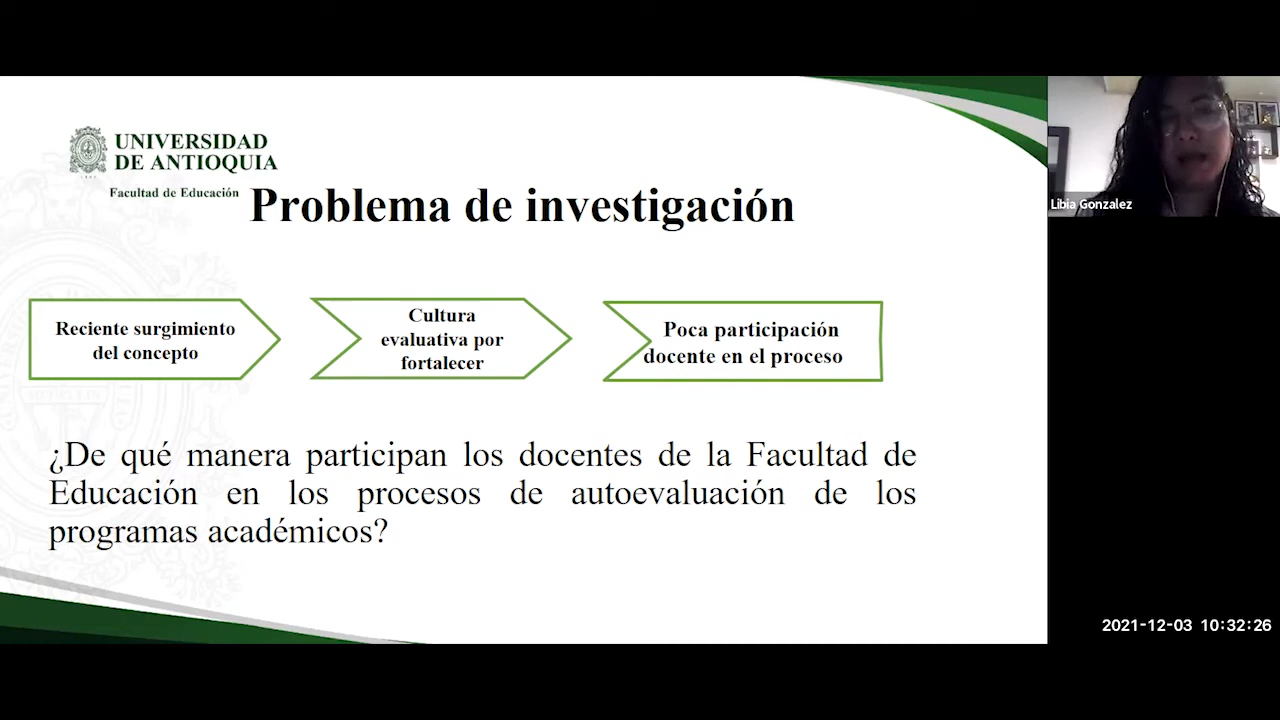 UNIVERSIDAD
DE ANTIOQUIA
Facultad de Educación
Problema de investigación
Reciente surgimiento
del concepto
Cultura
evaluativa por
fortalecer
Poca participación
docente en el proceso
¿De qué manera participan los docentes de la Facultad de
Educación en los procesos de autoevaluación de los
programas académicos?
Libia Gonzalez
2021-12-03 10:32:26